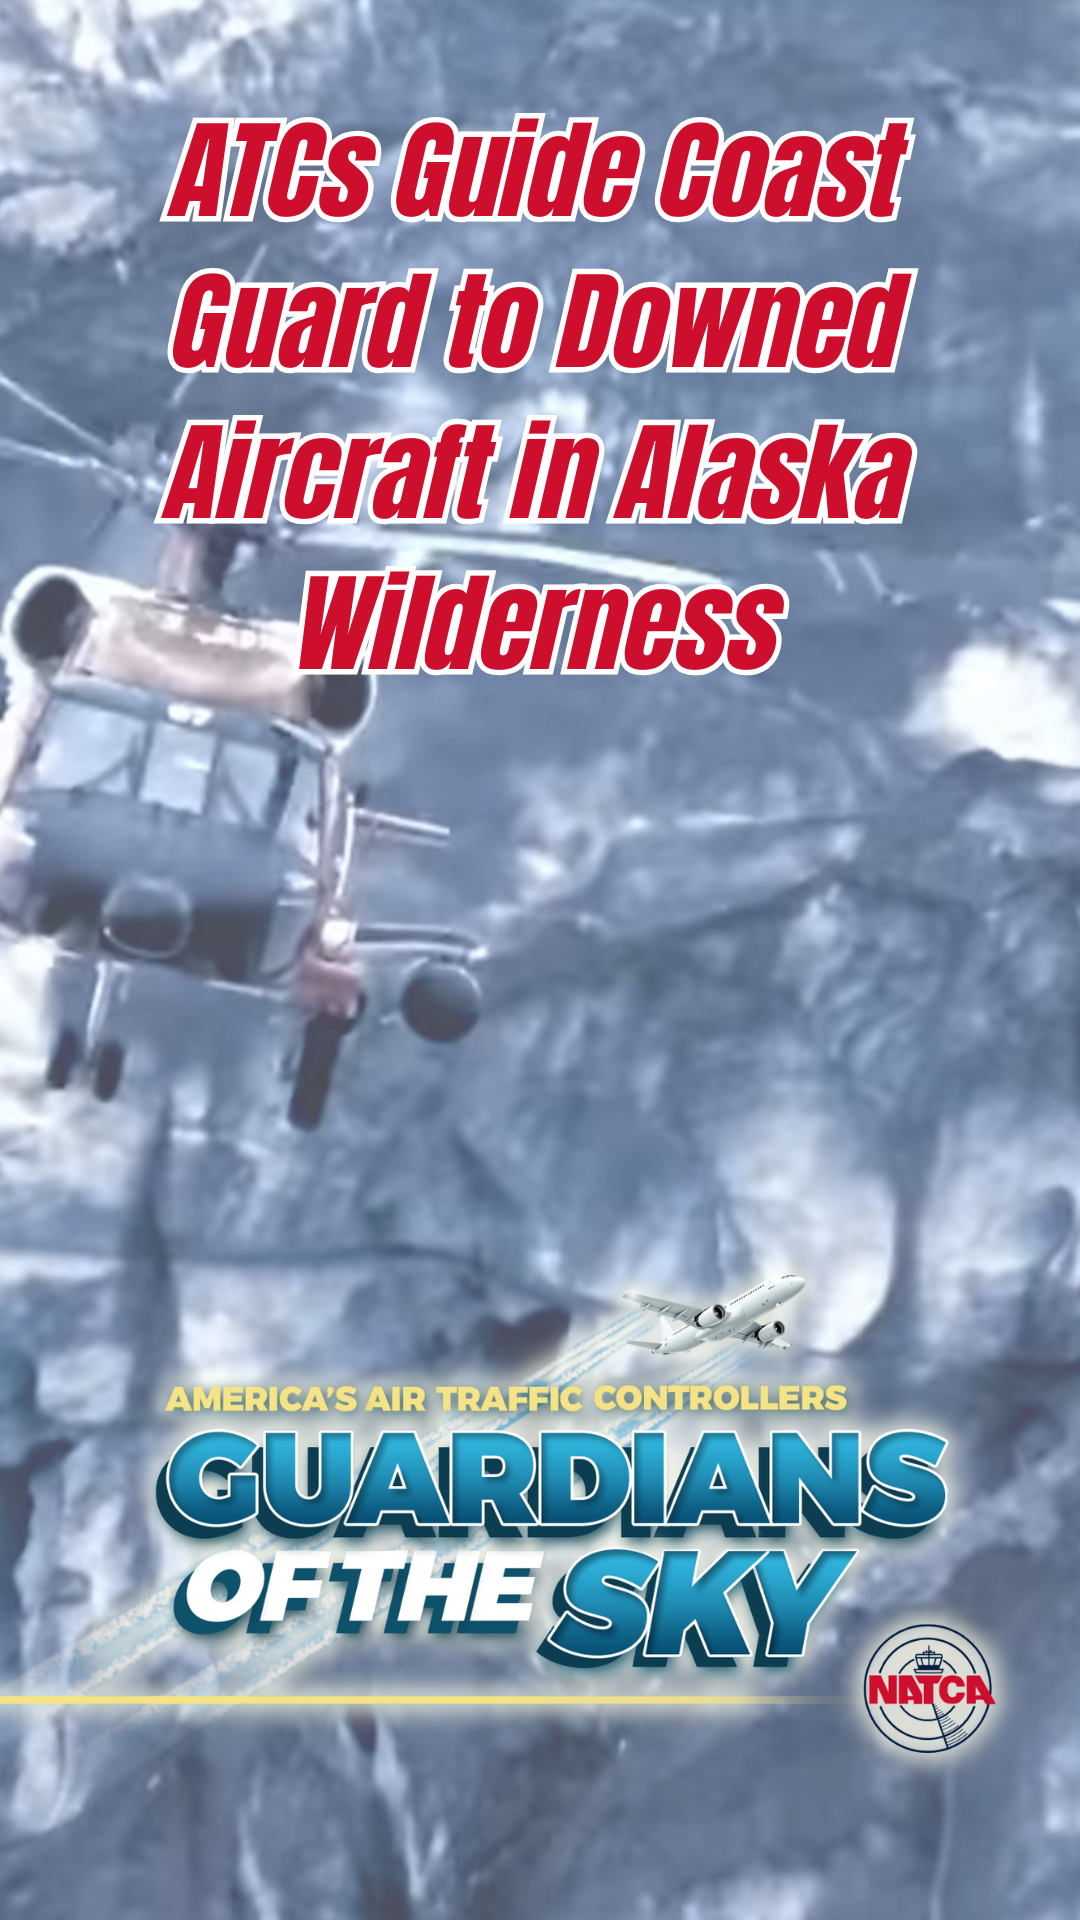 ATCs Guide Coast
Guard to Downed
Aircraft in Alaska
Wilderness
AMERICA'S AIR TRAFFIC CONTROLLERS
GUARDIANS
OF THE SKY
NATCA